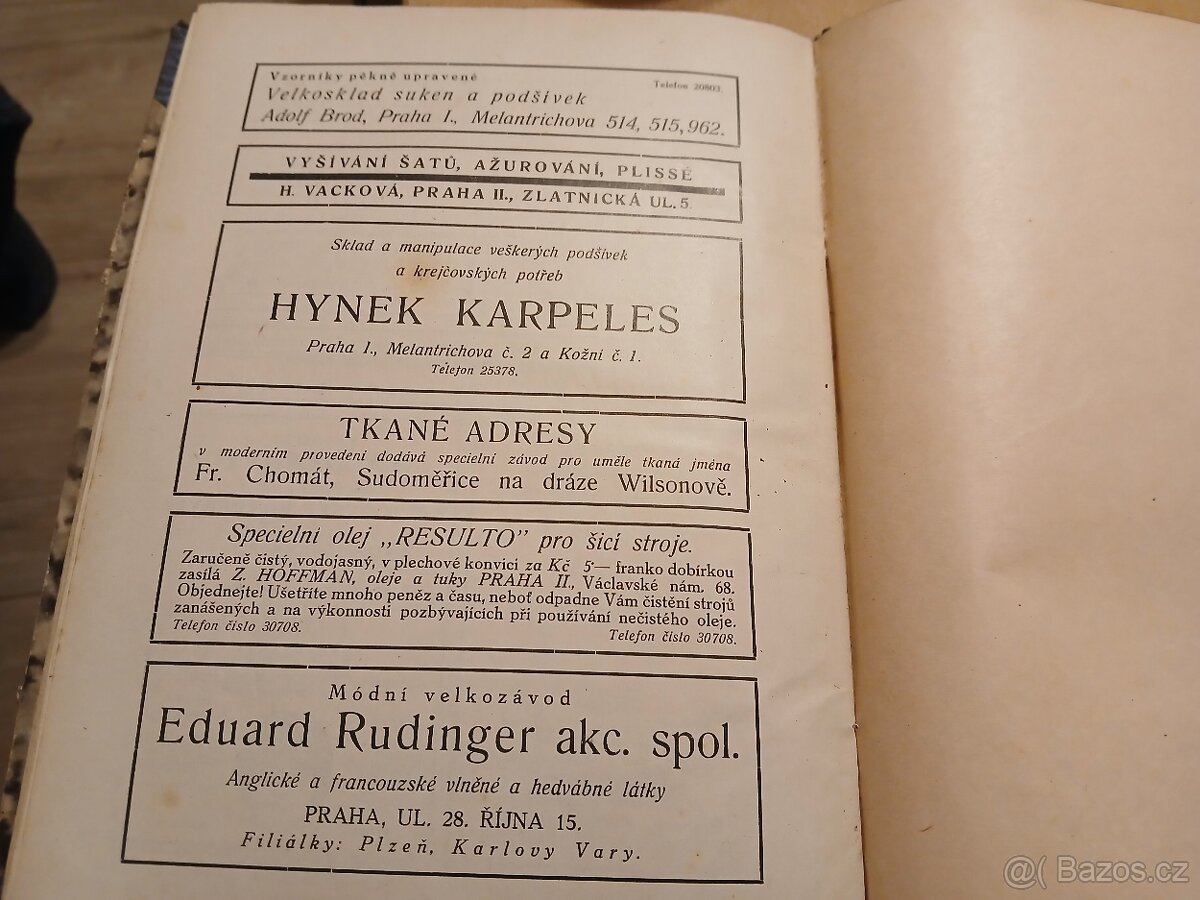 Vzorníky pěkně upravené
Telefon 20803.
Velkosklad suken a podšívek
Adolf Brod, Praha I., Melantrichova 514, 515, 962.
VYŠÍVÁNÍ ŠATŮ, AŽUROVÁNÍ, PLISSÉ
H. VACKOVÁ, PRAHA II., ZLATNICKÁ UL. 5.
Sklad a manipulace veškerých podšívek
a krejčovských potřeb
HYNEK KARPELES
Praha I., Melantrichova č. 2 a Kožní č. 1.
Telefon 25378.
TKANÉ ADRESY
v moderním provedení dodává specielní závod pro uměle tkaná jména
Fr. Chomát, Sudoměřice na dráze Wilsonově.
Specielní olej „RESULTO" pro šicí stroje.
Zaručeně čistý, vodojasný, v plechové konvici za Kč 5·— franko dobírkou
zasílá Z. HOFFMAN, oleje a tuky PRAHA II., Václavské nám. 68.
Objednejte! Ušetříte mnoho peněz a času, neboť odpadne Vám čistění strojů
zanášených a na výkonnosti pozbývajících při používání nečistého oleje.
Telefon číslo 30708. Telefon číslo 30708.
Módní velkozávod
Eduard Rudinger akc. spol.
Anglické a francouzské vlněné a hedvábné látky
PRAHA, UL. 28. ŘÍJNA 15.
Filiálky: Plzeň, Karlovy Vary.
@( Bazos.cz